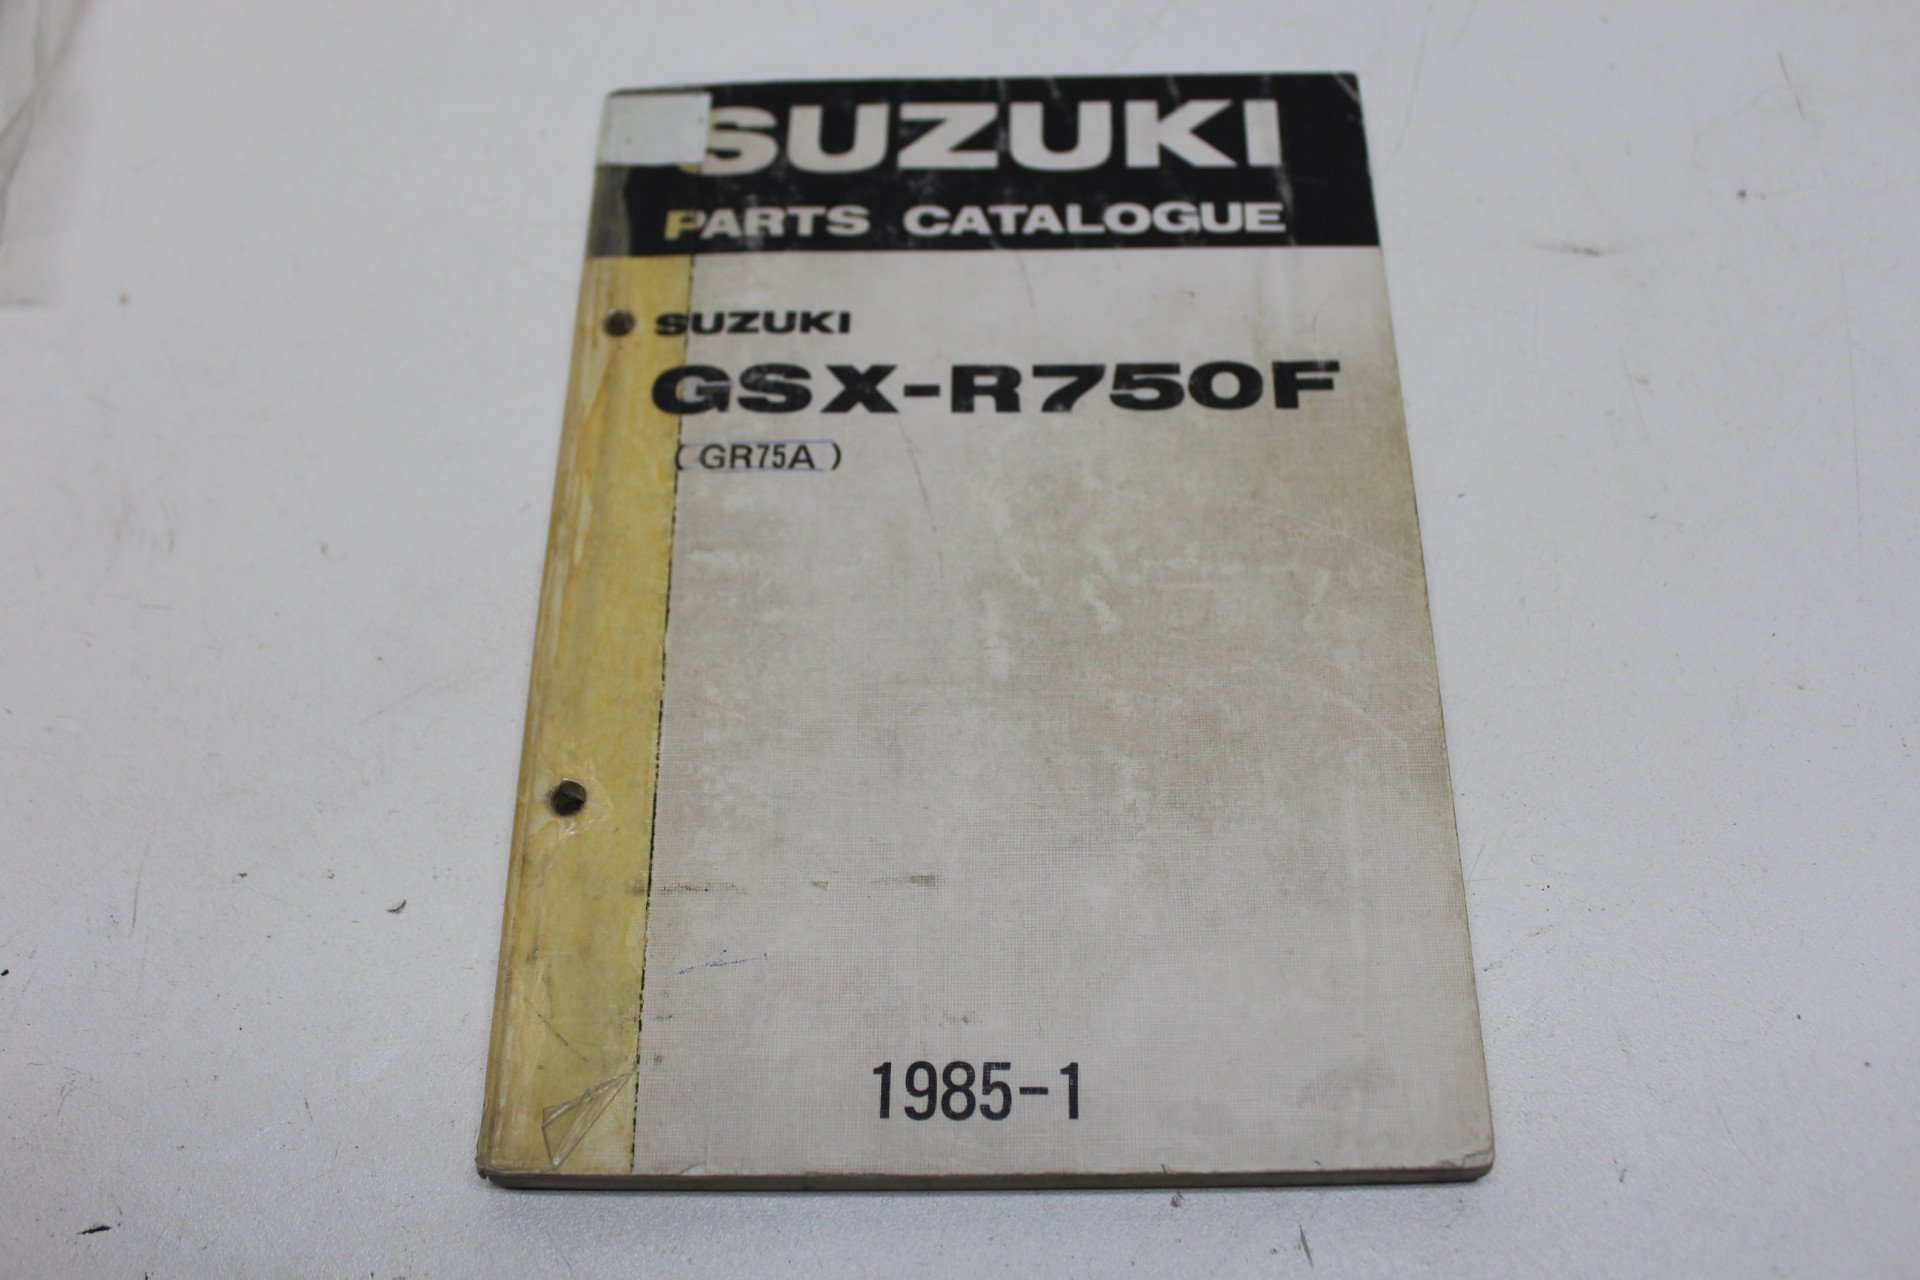 SUZUKI
PARTS CATALOGUE
SUZUKI
GSX-R750F
(GR75A)
1985-1